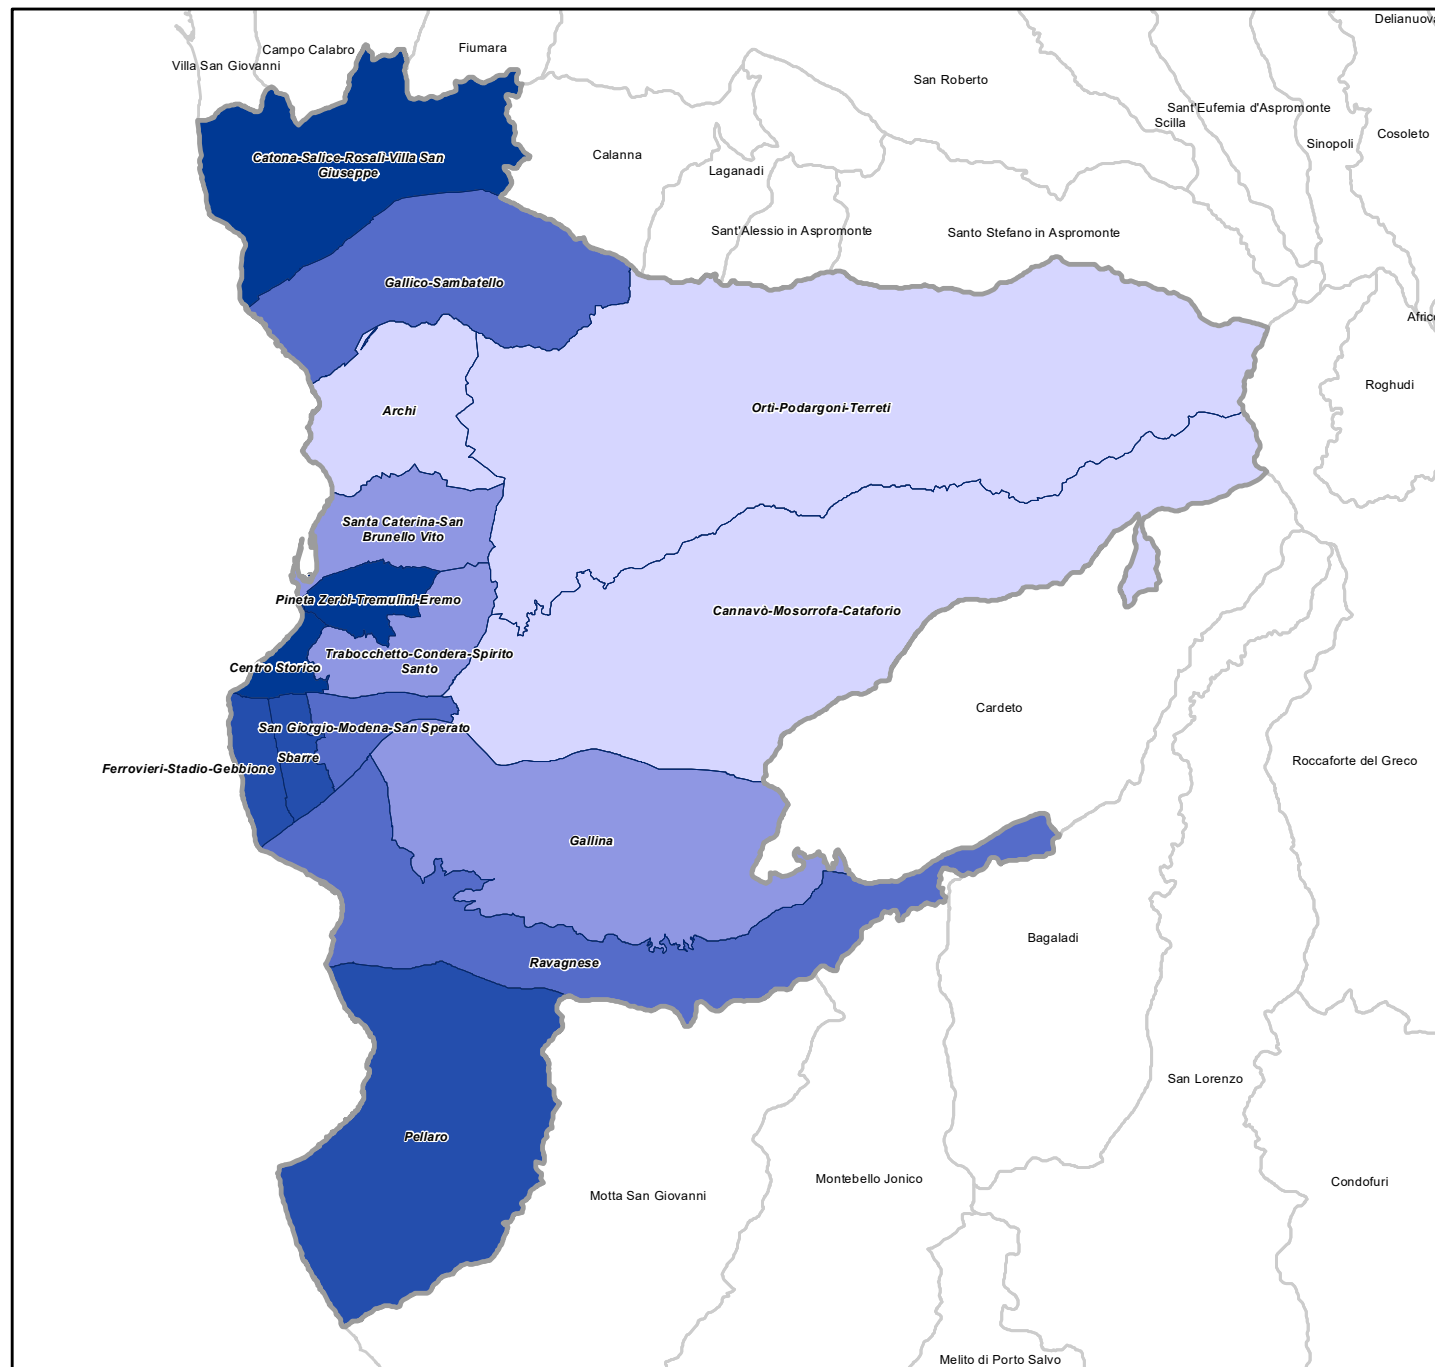 Delianuova
Campo Calabro
Fiumara
Villa San Giovanni
San Roberto
Sant'Eufemia d'Aspromonte
Scilla
Cosoleto
Sinopoli
Calanna
Catona-Salice-Rosali-Villa San
Giuseppe
Laganadi
Sant'Alessio in Aspromonte
Santo Stefano in Aspromonte
Gallico-Sambatello
Africo
Roghudi
Archi
Orti-Podargoni-Terreti
Santa Caterina-San
Brunello Vito
Pineta Zerbi-Tremulini-Eremo
Cannavò-Mosorrofa-Cataforio
Trabocchetto-Condera-Spirito
Santo
Centro Storico
Cardeto
San Giorgio-Modena-San Sperato
Sbarre
Ferrovieri-Stadio-Gebbione
Roccaforte del Greco
Gallina
Bagaladi
Ravagnese
San Lorenzo
Pellaro
Montebello Jonico
Condofuri
Motta San Giovanni
Melito di Porto Salvo